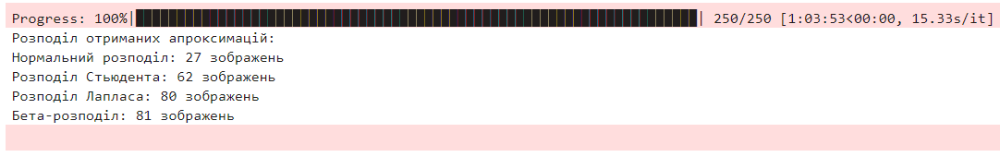 Progress: 100%|██████████| 250/250 [1:03:53<00:00, 15.33s/it]
Розподіл отриманих апроксимацій:
Нормальний розподіл: 27 зображень
Розподіл Стьюдента: 62 зображень
Розподіл Лапласа: 80 зображень
Бета-розподіл: 81 зображень